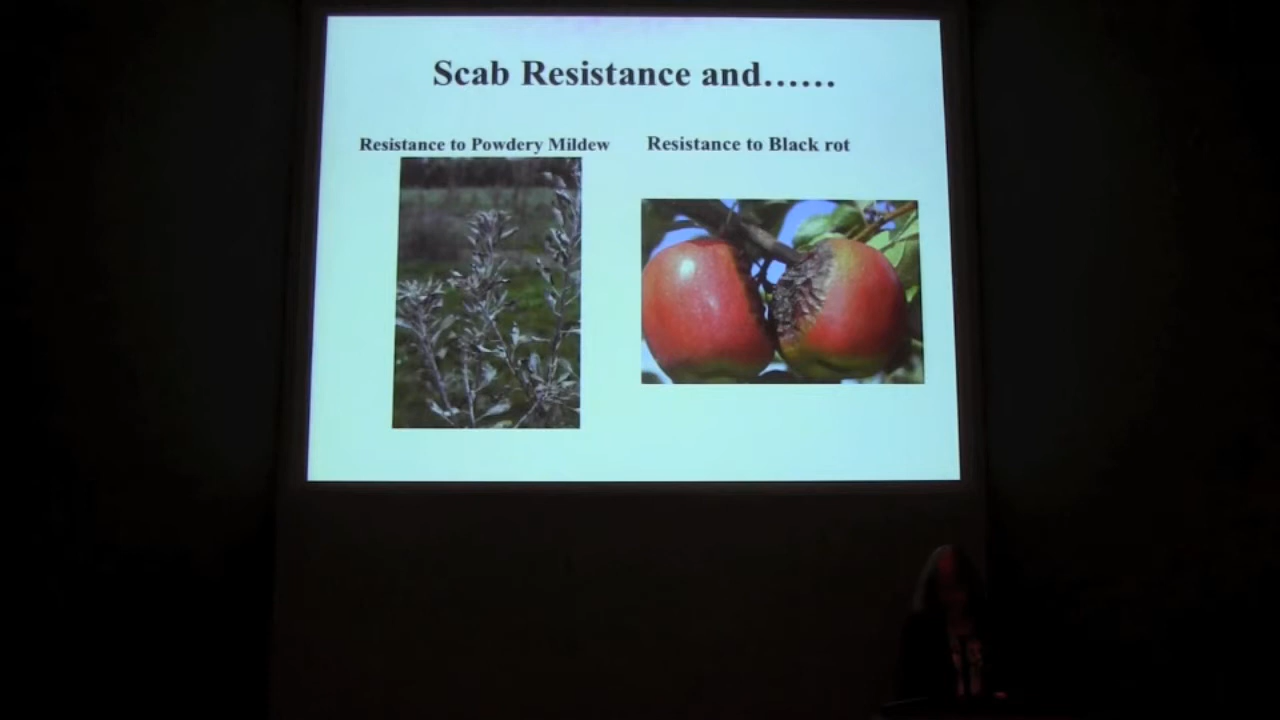 Scab Resistance and……
Resistance to Powdery Mildew
Resistance to Black rot